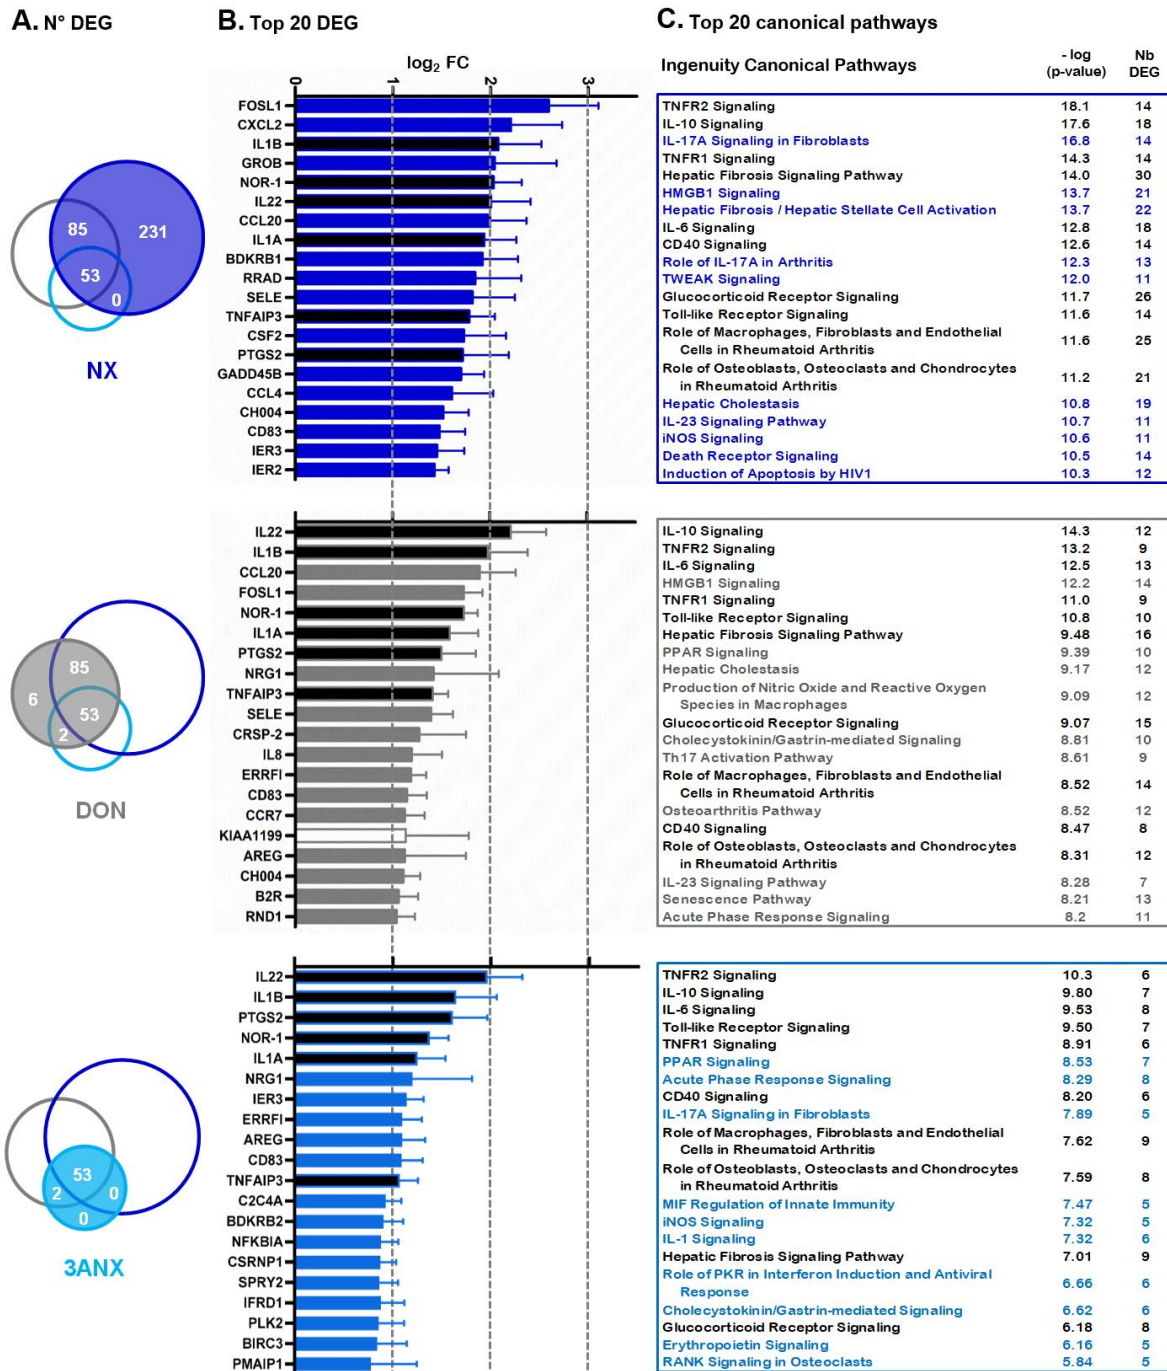 A. N° DEG
B. Top 20 DEG
C. Top 20 canonical pathways
log2 FC
0 1 2 3
Ingenuity Canonical Pathways
- log (p-value)
Nb DEG
85
231
53
0
NX
FOSL1
CXCL2
IL1B
GROB
NOR-1
IL22
CCL20
IL1A
BDKRB1
RRAD
SELE
TNFAIP3
CSF2
PTGS2
GADD45B
CCL4
CH004
CD83
IER3
IER2
TNFR2 Signaling 18.1 14
IL-10 Signaling 17.6 18
IL-17A Signaling in Fibroblasts 16.8 14
TNFR1 Signaling 14.3 14
Hepatic Fibrosis Signaling Pathway 14.0 30
HMGB1 Signaling 13.7 21
Hepatic Fibrosis / Hepatic Stellate Cell Activation 13.7 22
IL-6 Signaling 12.8 18
CD40 Signaling 12.6 14
Role of IL-17A in Arthritis 12.3 13
TWEAK Signaling 12.0 11
Glucocorticoid Receptor Signaling 11.7 26
Toll-like Receptor Signaling 11.6 14
Role of Macrophages, Fibroblasts and Endothelial
Cells in Rheumatoid Arthritis 11.6 25
Role of Osteoblasts, Osteoclasts and Chondrocytes
in Rheumatoid Arthritis 11.2 21
Hepatic Cholestasis 10.8 19
IL-23 Signaling Pathway 10.7 11
iNOS Signaling 10.6 11
Death Receptor Signaling 10.5 14
Induction of Apoptosis by HIV1 10.3 12
85
6
53
2
DON
IL22
IL1B
CCL20
FOSL1
NOR-1
IL1A
PTGS2
NRG1
TNFAIP3
SELE
CRSP-2
IL8
ERRFI
CD83
CCR7
KIAA1199
AREG
CH004
B2R
RND1
IL-10 Signaling 14.3 12
TNFR2 Signaling 13.2 9
IL-6 Signaling 12.5 13
HMGB1 Signaling 12.2 14
TNFR1 Signaling 11.0 9
Toll-like Receptor Signaling 10.8 10
Hepatic Fibrosis Signaling Pathway 9.48 16
PPAR Signaling 9.39 10
Hepatic Cholestasis 9.17 12
Production of Nitric Oxide and Reactive Oxygen
Species in Macrophages 9.09 12
Glucocorticoid Receptor Signaling 9.07 15
Cholecystokinin/Gastrin-mediated Signaling 8.81 10
Th17 Activation Pathway 8.61 9
Role of Macrophages, Fibroblasts and Endothelial
Cells in Rheumatoid Arthritis 8.52 14
Osteoarthritis Pathway 8.52 12
CD40 Signaling 8.47 8
Role of Osteoblasts, Osteoclasts and Chondrocytes
in Rheumatoid Arthritis 8.31 12
IL-23 Signaling Pathway 8.28 7
Senescence Pathway 8.21 13
Acute Phase Response Signaling 8.2 11
53
2
0
0
3ANX
IL22
IL1B
PTGS2
NOR-1
IL1A
NRG1
IER3
ERRFI
AREG
CD83
TNFAIP3
C2C4A
BDKRB2
NFKBIA
CSRNP1
SPRY2
IFRD1
PLK2
BIRC3
PMAIP1
TNFR2 Signaling 10.3 6
IL-10 Signaling 9.80 7
IL-6 Signaling 9.53 8
Toll-like Receptor Signaling 9.50 7
TNFR1 Signaling 8.91 6
PPAR Signaling 8.53 7
Acute Phase Response Signaling 8.29 8
CD40 Signaling 8.20 6
IL-17A Signaling in Fibroblasts 7.89 5
Role of Macrophages, Fibroblasts and Endothelial
Cells in Rheumatoid Arthritis 7.62 9
Role of Osteoblasts, Osteoclasts and Chondrocytes
in Rheumatoid Arthritis 7.59 8
MIF Regulation of Innate Immunity 7.47 5
iNOS Signaling 7.32 5
IL-1 Signaling 7.32 6
Hepatic Fibrosis Signaling Pathway 7.01 9
Role of PKR in Interferon Induction and Antiviral
Response 6.66 6
Cholecystokinin/Gastrin-mediated Signaling 6.62 6
Glucocorticoid Receptor Signaling 6.18 8
Erythropoietin Signaling 6.16 5
RANK Signaling in Osteoclasts 5.84 5